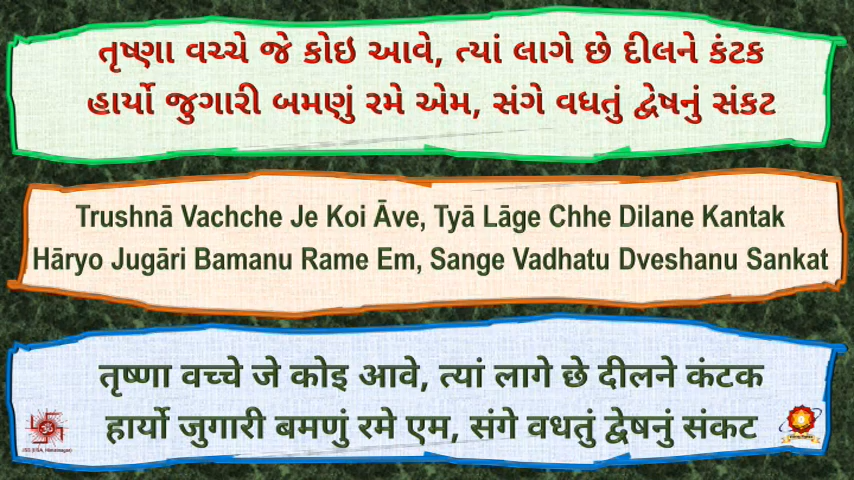 તૃષ્ણા વચ્ચે જે કોઇ આવે, ત્યાં લાગે છે દીલને કંટક
હાર્યો જુગારી બમણું રમે એમ, સંગે વધતું દ્વેષનું સંકટ
Trushnā Vachche Je Koi Āve, Tyā Lāge Chhe Dilane Kantak
Hāryo Jugāri Bamanu Rame Em, Sange Vadhatu Dveshanu Sankat
तृष्णा वच्चे जे कोइ आवे, त्यां लागे छे दीलने कंटक
हार्यो जुगारी बमणुं रमे एम, संगे वधतुं द्वेषनुं संकट